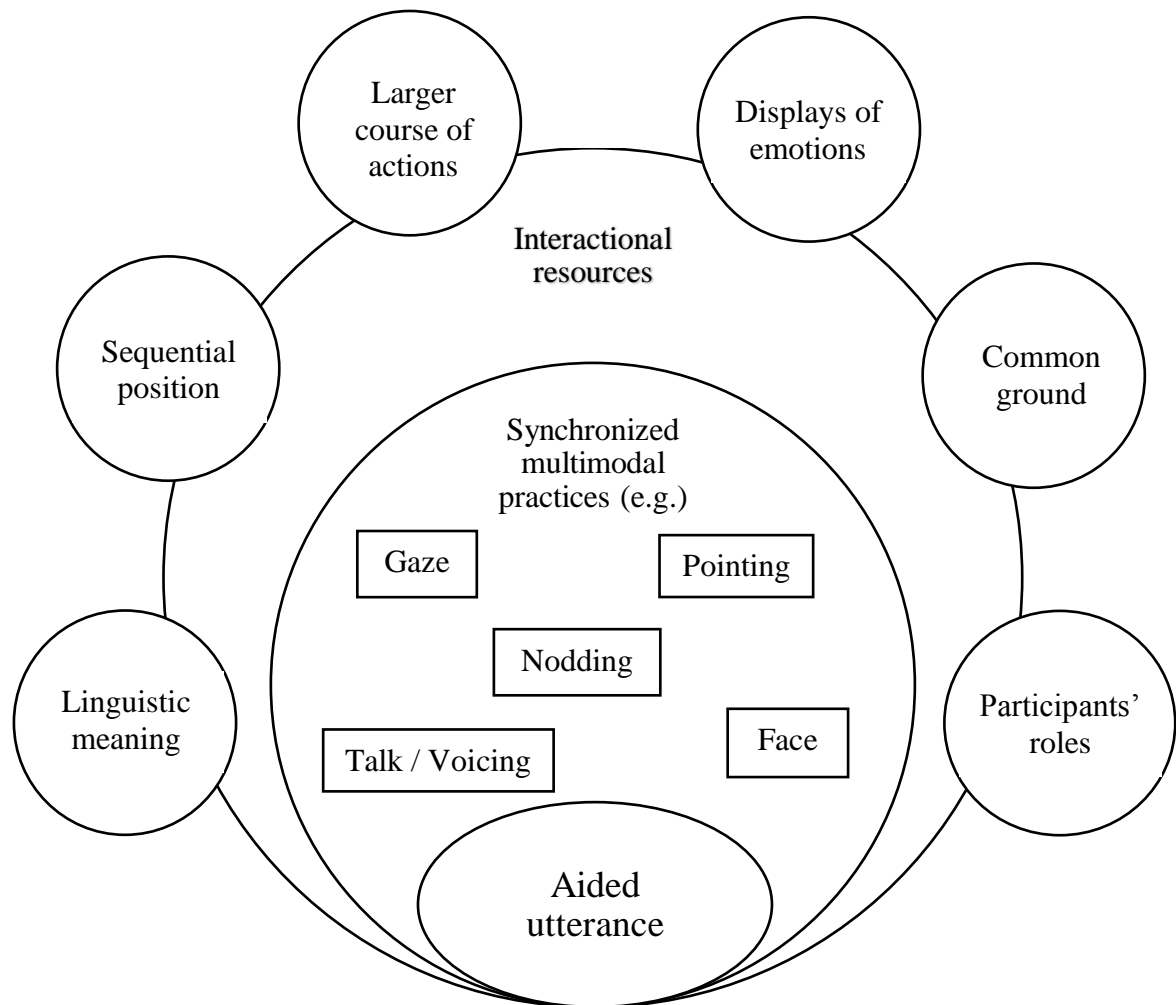 Larger
course of
actions
Displays of
emotions
Interactional
resources
Sequential
position
Common
ground
Synchronized
multimodal
practices (e.g.)
Gaze
Pointing
Nodding
Linguistic
meaning
Participants’
roles
Talk / Voicing
Face
Aided
utterance